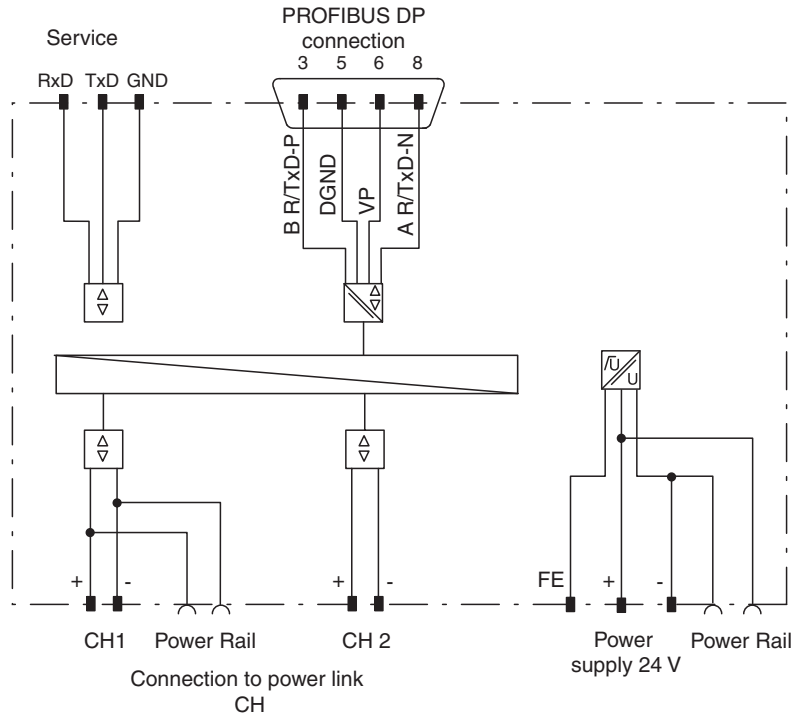 Service
RxD TxD GND
PROFIBUS DP
connection
3 5 6 8
B R/TxD-P
DGND
VP
A R/TxD-N
U
U
+ -
+ -
FE + -
CH1
Power Rail
CH 2
Connection to power link
CH
Power
supply 24 V
Power Rail